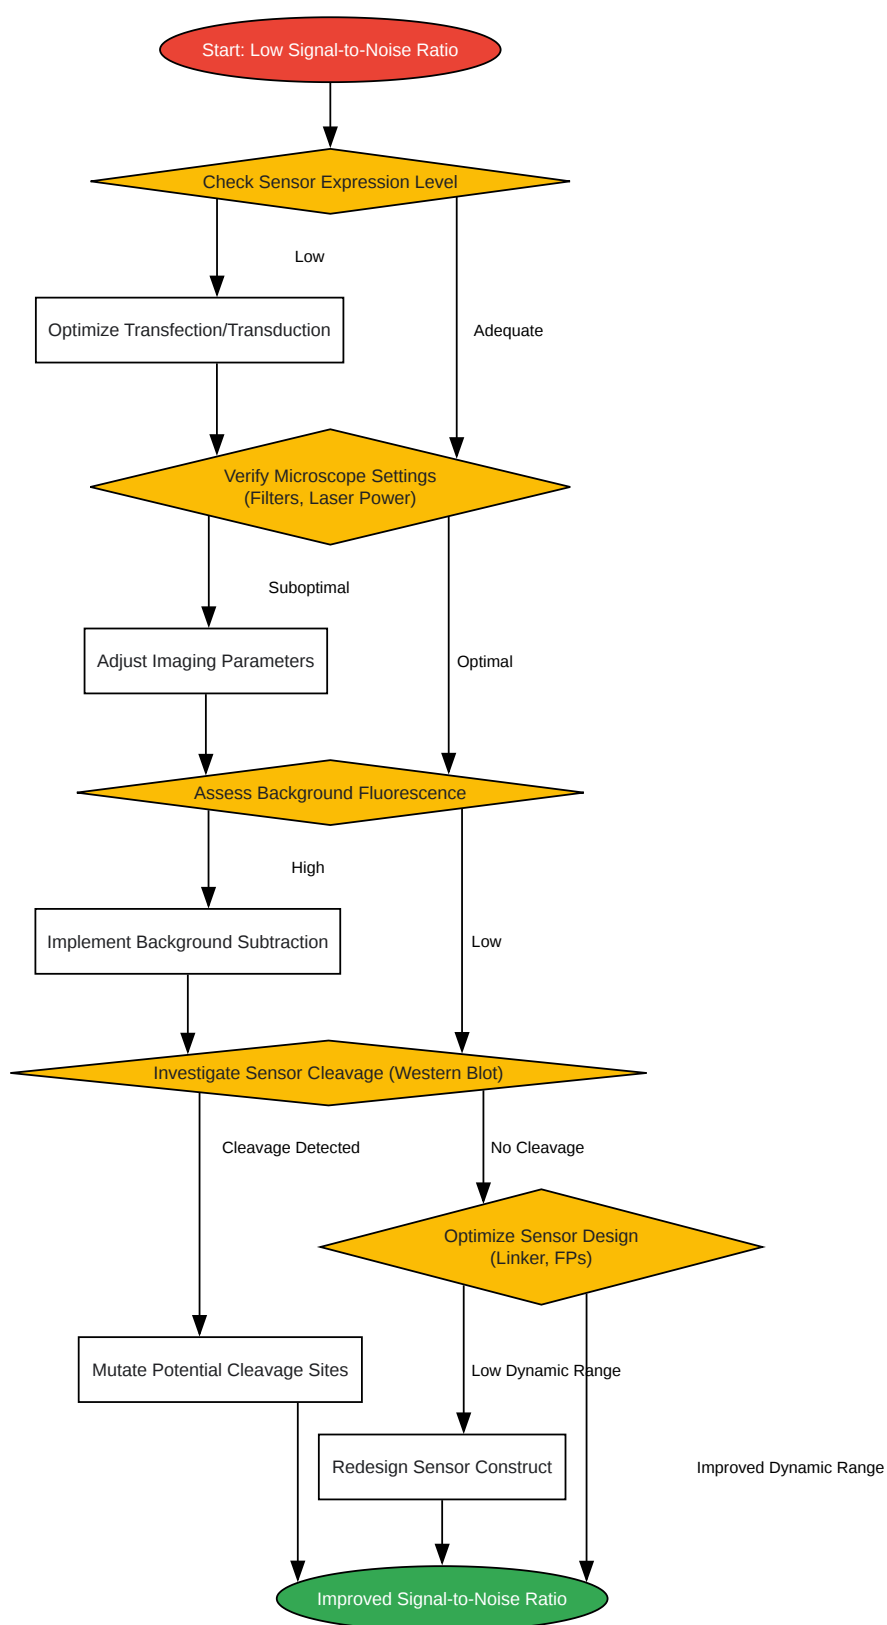 Start: Low Signal-to-Noise Ratio
Check Sensor Expression Level
Low
Optimize Transfection/Transduction
Adequate
Verify Microscope Settings
(Filters, Laser Power)
Suboptimal
Adjust Imaging Parameters
Optimal
Assess Background Fluorescence
High
Implement Background Subtraction
Low
Investigate Sensor Cleavage (Western Blot)
Cleavage Detected
No Cleavage
Optimize Sensor Design
(Linker, FPs)
Mutate Potential Cleavage Sites
Low Dynamic Range
Redesign Sensor Construct
Improved Dynamic Range
Improved Signal-to-Noise Ratio